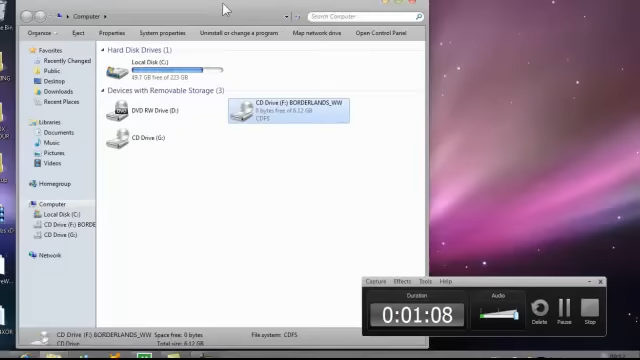 Computer
Search Computer
Organise
Eject
Properties
System properties
Uninstall or change a program
Map network drive
Open Control Panel
Favorites
Recently Changed
Public
Desktop
Downloads
Recent Places
Libraries
Documents
Music
Pictures
Videos
Homegroup
Computer
Local Disk (C:)
CD Drive (F:) BORDE
CD Drive (G:)
Network
Hard Disk Drives (1)
Local Disk (C:)
49.7 GB free of 223 GB
Devices with Removable Storage (3)
DVD RW Drive (D:)
CD Drive (F:) BORDERLANDS_WW
0 bytes free of 6.12 GB
CDFS
CD Drive (G:)
CD Drive (F:) BORDERLANDS_WW
Space free: 0 bytes
File system: CDFS
CD Drive
Total size: 6.12 GB
Capture
Effects
Tools
Help
Duration
0:01:08
Audio
Delete
Pause
Stop